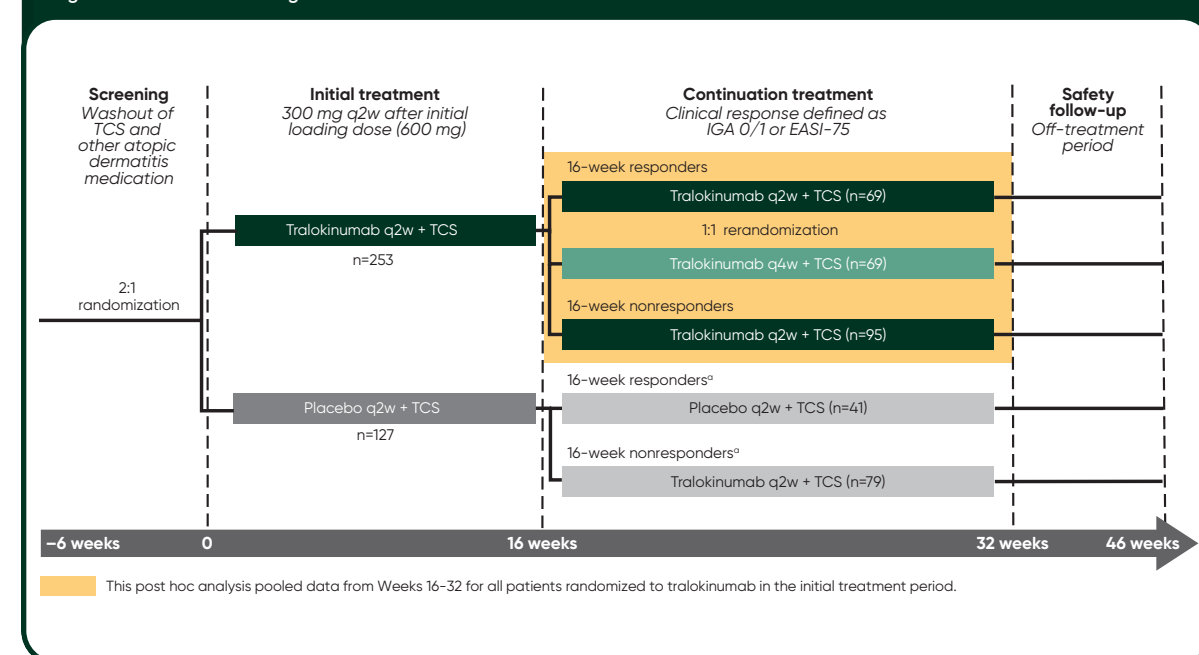 Screening
Washout of
TCS and
other atopic
dermatitis
medication
Initial treatment
300 mg q2w after initial
loading dose (600 mg)
Continuation treatment
Clinical response defined as
IGA 0/1 or EASI-75
Safety
follow-up
Off-treatment
period
2:1
randomization
Tralokinumab q2w + TCS
n=253
Placebo q2w + TCS
n=127
16-week responders
Tralokinumab q2w + TCS (n=69)
1:1 rerandomization
Tralokinumab q4w + TCS (n=69)
16-week nonresponders
Tralokinumab q2w + TCS (n=95)
16-week respondersᵃ
Placebo q2w + TCS (n=41)
16-week nonrespondersᵃ
Tralokinumab q2w + TCS (n=79)
−6 weeks
0
16 weeks
32 weeks
46 weeks
This post hoc analysis pooled data from Weeks 16-32 for all patients randomized to tralokinumab in the initial treatment period.